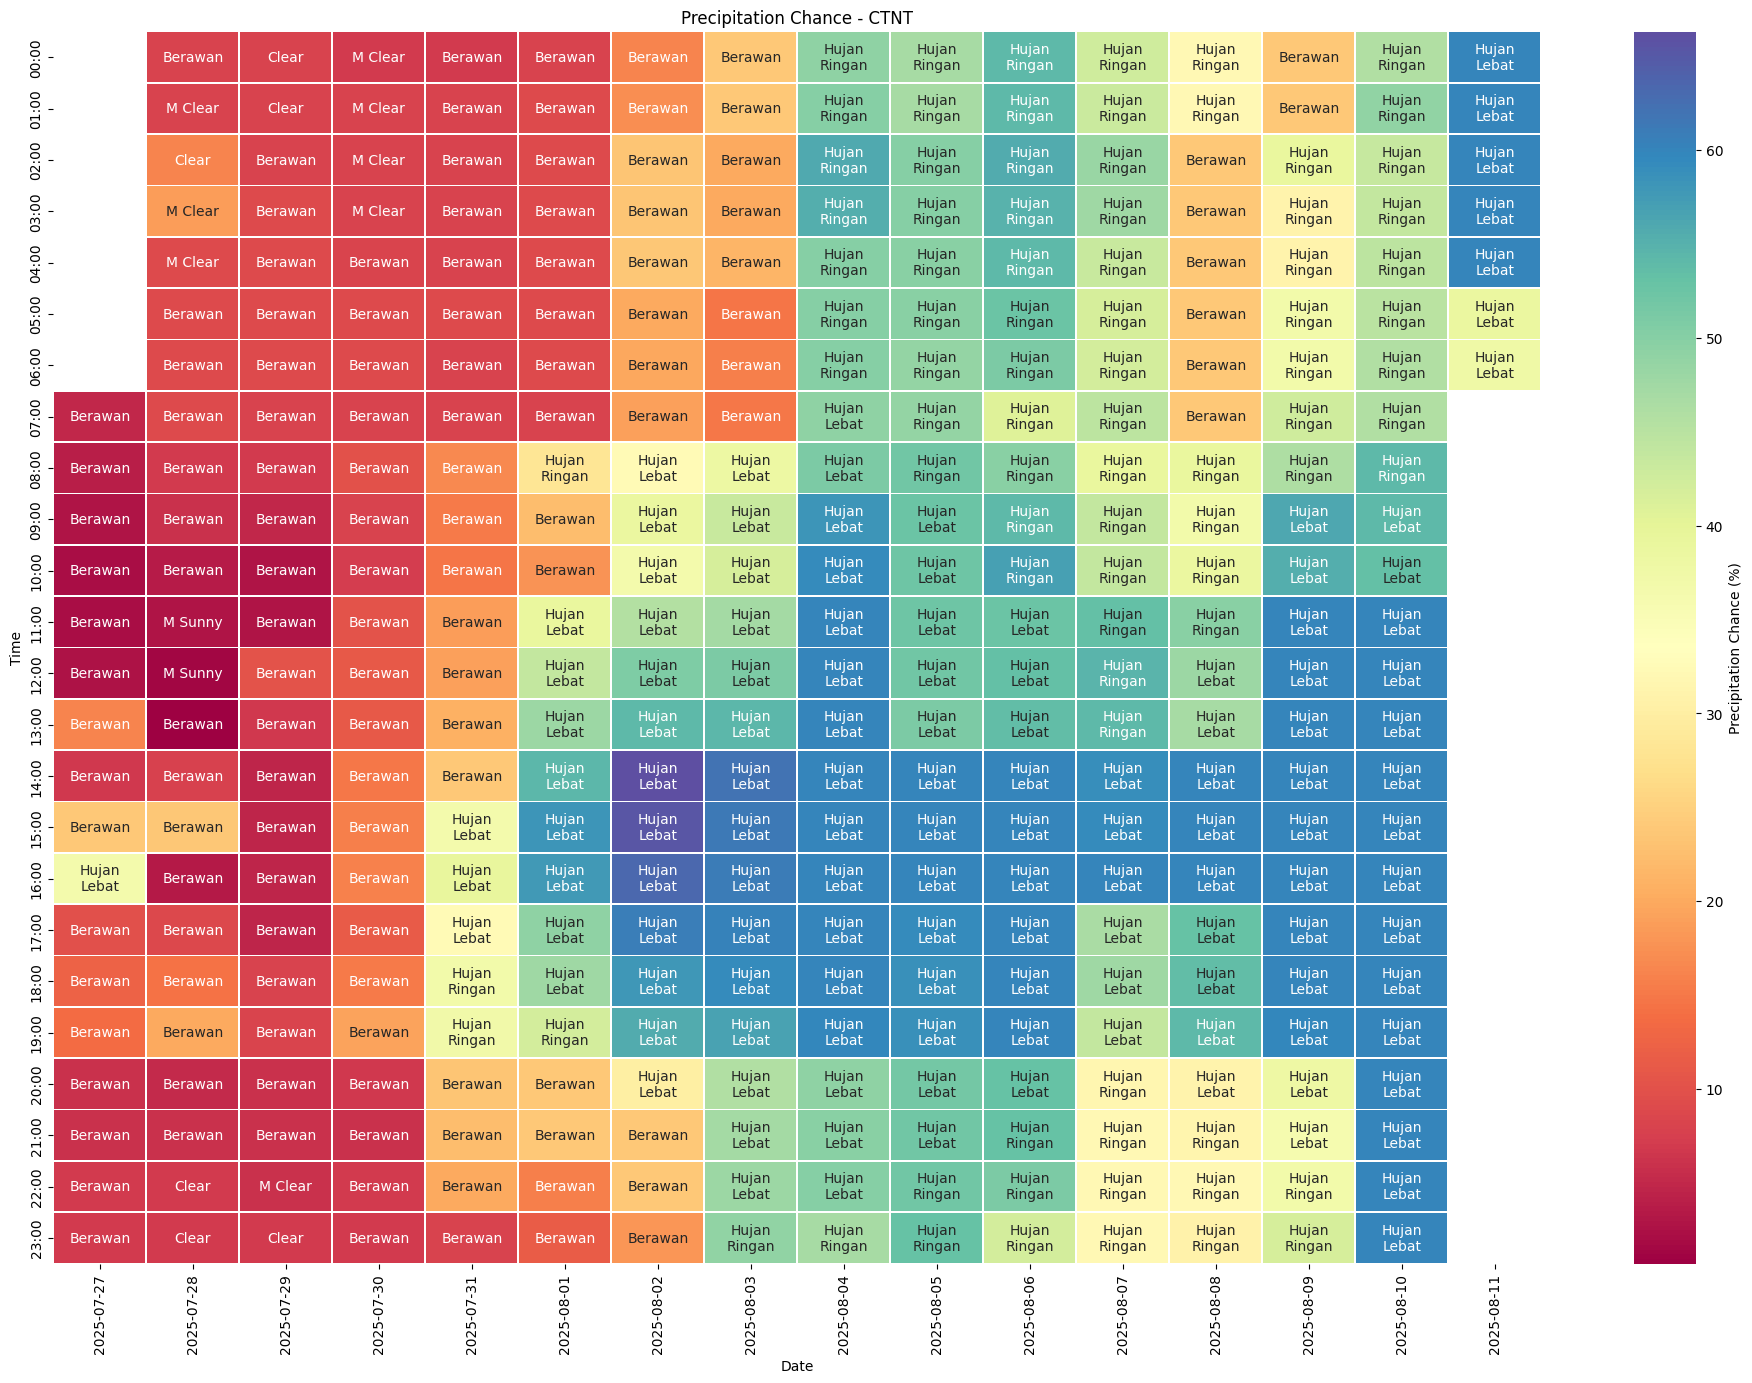 Precipitation Chance - CTNT
00:00 Berawan Clear M Clear Berawan Berawan Berawan Berawan Hujan Ringan Hujan Ringan Hujan Ringan Hujan Ringan Hujan Ringan Berawan Hujan Ringan Hujan Lebat
01:00 M Clear Clear M Clear Berawan Berawan Berawan Berawan Hujan Ringan Hujan Ringan Hujan Ringan Hujan Ringan Hujan Ringan Berawan Hujan Ringan Hujan Lebat
02:00 Clear Berawan M Clear Berawan Berawan Berawan Berawan Hujan Ringan Hujan Ringan Hujan Ringan Hujan Ringan Berawan Hujan Ringan Hujan Ringan Hujan Lebat
03:00 M Clear Berawan M Clear Berawan Berawan Berawan Berawan Hujan Ringan Hujan Ringan Hujan Ringan Hujan Ringan Berawan Hujan Ringan Hujan Ringan Hujan Lebat
04:00 M Clear Berawan Berawan Berawan Berawan Berawan Berawan Hujan Ringan Hujan Ringan Hujan Ringan Hujan Ringan Berawan Hujan Ringan Hujan Ringan Hujan Lebat
05:00 Berawan Berawan Berawan Berawan Berawan Berawan Berawan Hujan Ringan Hujan Ringan Hujan Ringan Hujan Ringan Berawan Hujan Ringan Hujan Ringan Hujan Lebat
06:00 Berawan Berawan Berawan Berawan Berawan Berawan Berawan Hujan Ringan Hujan Ringan Hujan Ringan Hujan Ringan Berawan Hujan Ringan Hujan Ringan Hujan Lebat
07:00 Berawan Berawan Berawan Berawan Berawan Berawan Berawan Berawan Hujan Lebat Hujan Ringan Hujan Ringan Hujan Ringan Berawan Hujan Ringan Hujan Ringan
08:00 Berawan Berawan Berawan Berawan Berawan Hujan Ringan Hujan Lebat Hujan Lebat Hujan Lebat Hujan Ringan Hujan Ringan Hujan Ringan Hujan Ringan Hujan Ringan Hujan Ringan
09:00 Berawan Berawan Berawan Berawan Berawan Berawan Hujan Lebat Hujan Lebat Hujan Lebat Hujan Lebat Hujan Ringan Hujan Ringan Hujan Ringan Hujan Lebat Hujan Lebat
10:00 Berawan Berawan Berawan Berawan Berawan Berawan Hujan Lebat Hujan Lebat Hujan Lebat Hujan Lebat Hujan Ringan Hujan Ringan Hujan Ringan Hujan Lebat Hujan Lebat
11:00 Berawan M Sunny Berawan Berawan Berawan Hujan Lebat Hujan Lebat Hujan Lebat Hujan Lebat Hujan Lebat Hujan Lebat Hujan Ringan Hujan Ringan Hujan Lebat Hujan Lebat
12:00 Berawan M Sunny Berawan Berawan Berawan Hujan Lebat Hujan Lebat Hujan Lebat Hujan Lebat Hujan Lebat Hujan Lebat Hujan Ringan Hujan Lebat Hujan Lebat Hujan Lebat
13:00 Berawan Berawan Berawan Berawan Berawan Hujan Lebat Hujan Lebat Hujan Lebat Hujan Lebat Hujan Lebat Hujan Lebat Hujan Ringan Hujan Lebat Hujan Lebat Hujan Lebat
14:00 Berawan Berawan Berawan Berawan Berawan Hujan Lebat Hujan Lebat Hujan Lebat Hujan Lebat Hujan Lebat Hujan Lebat Hujan Lebat Hujan Lebat Hujan Lebat Hujan Lebat
15:00 Berawan Berawan Berawan Berawan Hujan Lebat Hujan Lebat Hujan Lebat Hujan Lebat Hujan Lebat Hujan Lebat Hujan Lebat Hujan Lebat Hujan Lebat Hujan Lebat Hujan Lebat
16:00 Hujan Lebat Berawan Berawan Berawan Hujan Lebat Hujan Lebat Hujan Lebat Hujan Lebat Hujan Lebat Hujan Lebat Hujan Lebat Hujan Lebat Hujan Lebat Hujan Lebat Hujan Lebat
17:00 Berawan Berawan Berawan Berawan Hujan Lebat Hujan Lebat Hujan Lebat Hujan Lebat Hujan Lebat Hujan Lebat Hujan Lebat Hujan Lebat Hujan Lebat Hujan Lebat Hujan Lebat
18:00 Berawan Berawan Berawan Berawan Hujan Ringan Hujan Lebat Hujan Lebat Hujan Lebat Hujan Lebat Hujan Lebat Hujan Lebat Hujan Lebat Hujan Lebat Hujan Lebat Hujan Lebat
19:00 Berawan Berawan Berawan Berawan Hujan Ringan Hujan Ringan Hujan Lebat Hujan Lebat Hujan Lebat Hujan Lebat Hujan Lebat Hujan Lebat Hujan Lebat Hujan Lebat Hujan Lebat
20:00 Berawan Berawan Berawan Berawan Berawan Berawan Hujan Lebat Hujan Lebat Hujan Lebat Hujan Lebat Hujan Lebat Hujan Ringan Hujan Lebat Hujan Lebat Hujan Lebat
21:00 Berawan Berawan Berawan Berawan Berawan Berawan Berawan Hujan Lebat Hujan Lebat Hujan Lebat Hujan Ringan Hujan Ringan Hujan Ringan Hujan Lebat Hujan Lebat
22:00 Berawan Clear M Clear Berawan Berawan Berawan Berawan Hujan Lebat Hujan Lebat Hujan Ringan Hujan Ringan Hujan Ringan Hujan Ringan Hujan Ringan Hujan Lebat
23:00 Berawan Clear Clear Berawan Berawan Berawan Berawan Hujan Ringan Hujan Ringan Hujan Ringan Hujan Ringan Hujan Ringan Hujan Ringan Hujan Ringan Hujan Lebat
Time
2025-07-27 2025-07-28 2025-07-29 2025-07-30 2025-07-31 2025-08-01 2025-08-02 2025-08-03 2025-08-04 2025-08-05 2025-08-06 2025-08-07 2025-08-08 2025-08-09 2025-08-10 2025-08-11
Date
60
50
40
30
20
10
Precipitation Chance (%)